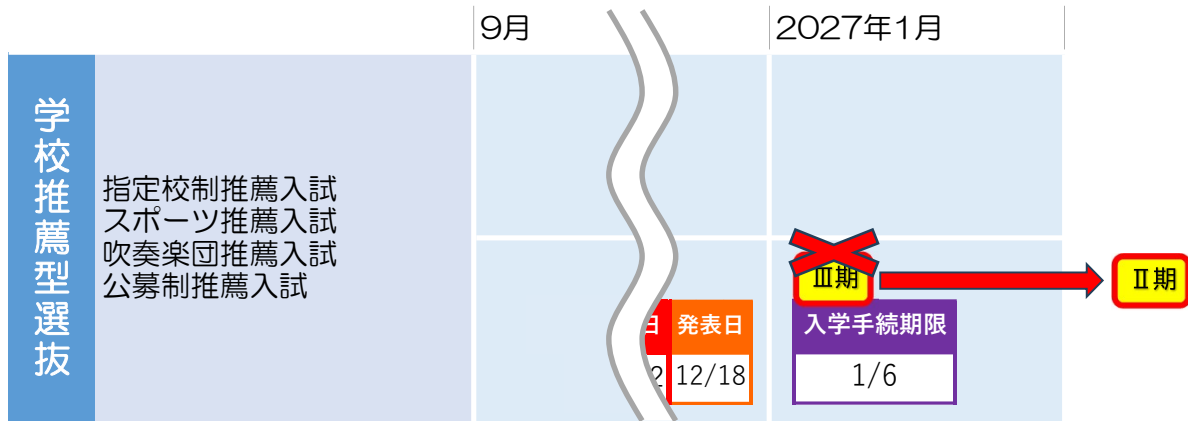 9月
2027年1月
学校推薦型選抜
指定校制推薦入試
スポーツ推薦入試
吹奏楽団推薦入試
公募制推薦入試
Ⅲ期
Ⅱ期
日
発表日
入学手続期限
2
12/18
1/6